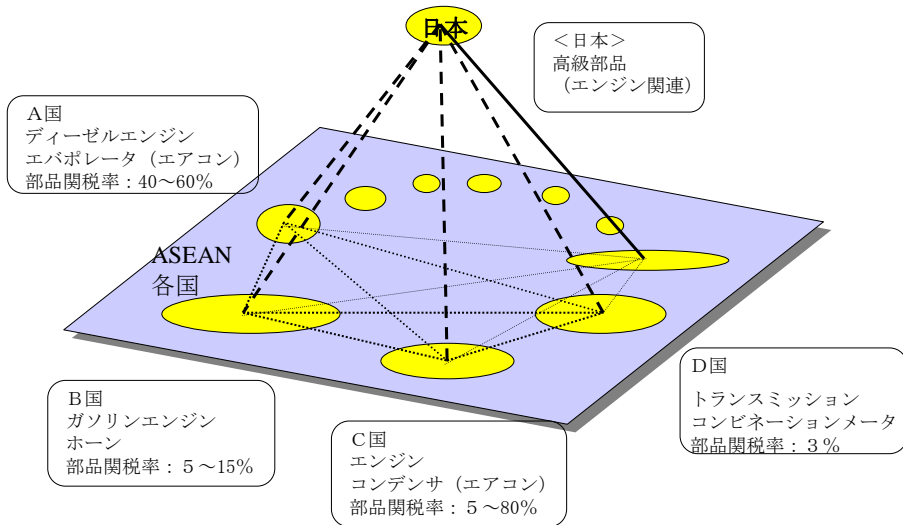 日本
＜日本＞
高級部品
（エンジン関連）
Ａ国
ディーゼルエンジン
エバポレータ（エアコン）
部品関税率：40～60%
ASEAN
各国
Ｂ国
ガソリンエンジン
ホーン
部品関税率：５～15%
Ｃ国
エンジン
コンデンサ（エアコン）
部品関税率：５～80%
Ｄ国
トランスミッション
コンビネーションメータ
部品関税率：３%